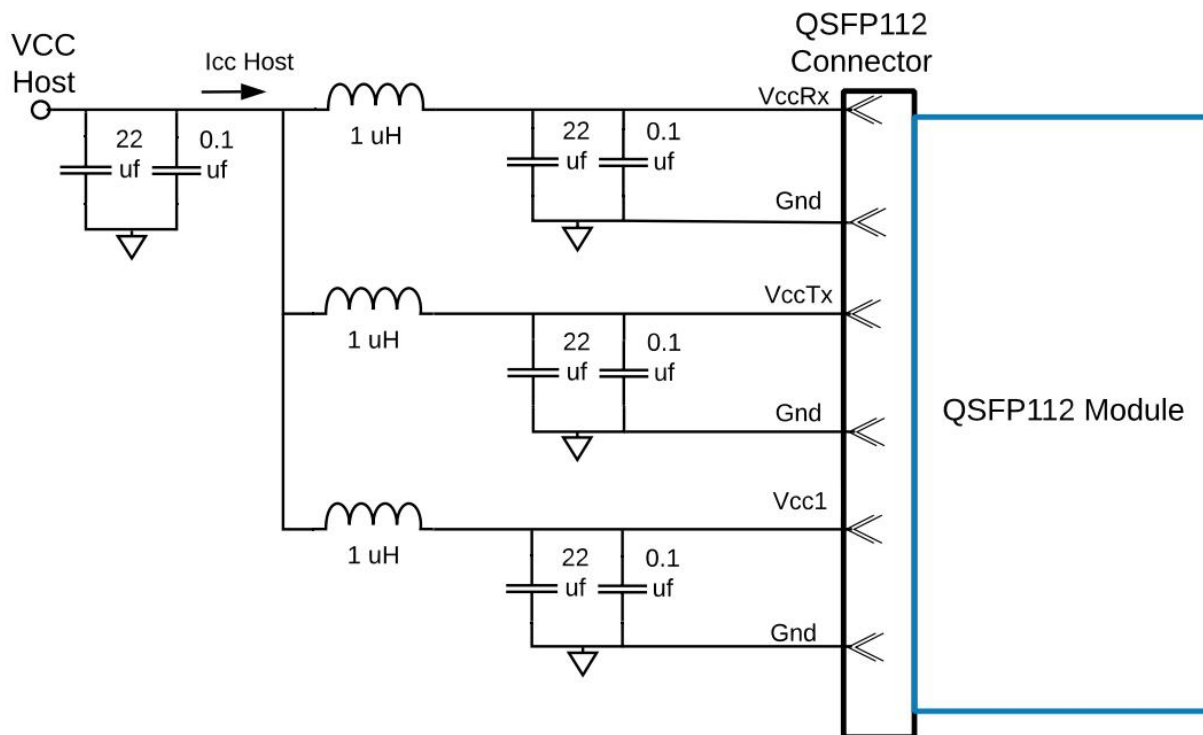 QSFP112
Connector
VCC
Host
Icc Host
VccRx
22
uf
0.1
uf
1 uH
22
uf
0.1
uf
Gnd
VccTx
1 uH
22
uf
0.1
uf
Gnd
QSFP112 Module
Vcc1
1 uH
22
uf
0.1
uf
Gnd